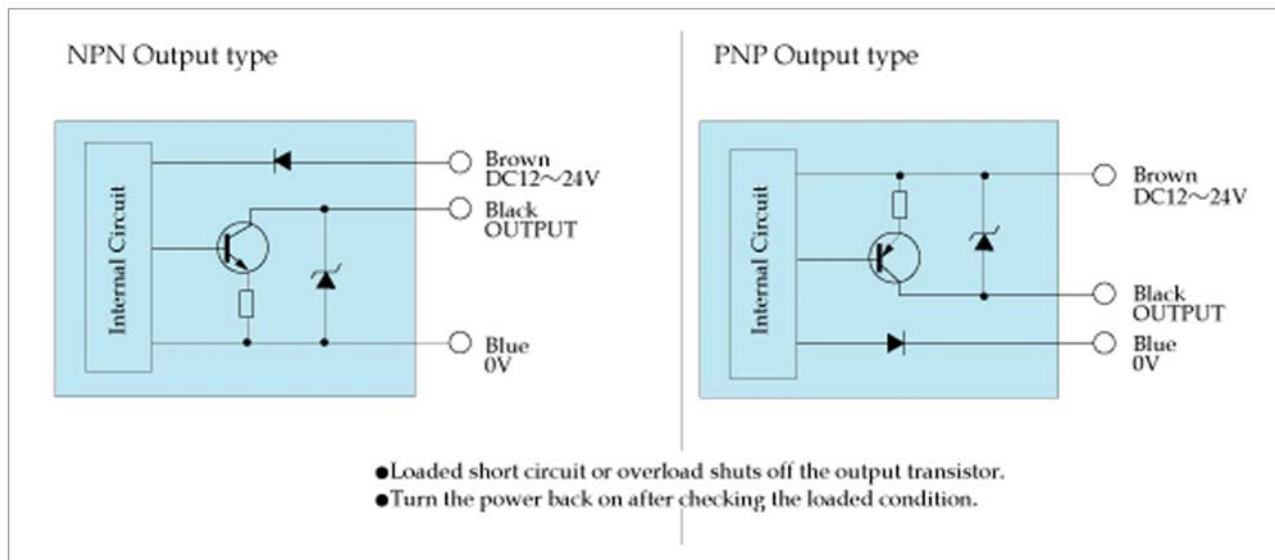 NPN Output type
Internal Circuit
Brown
DC12～24V
Black
OUTPUT
Blue
0V
PNP Output type
Internal Circuit
Brown
DC12～24V
Black
OUTPUT
Blue
0V
●Loaded short circuit or overload shuts off the output transistor.
●Turn the power back on after checking the loaded condition.